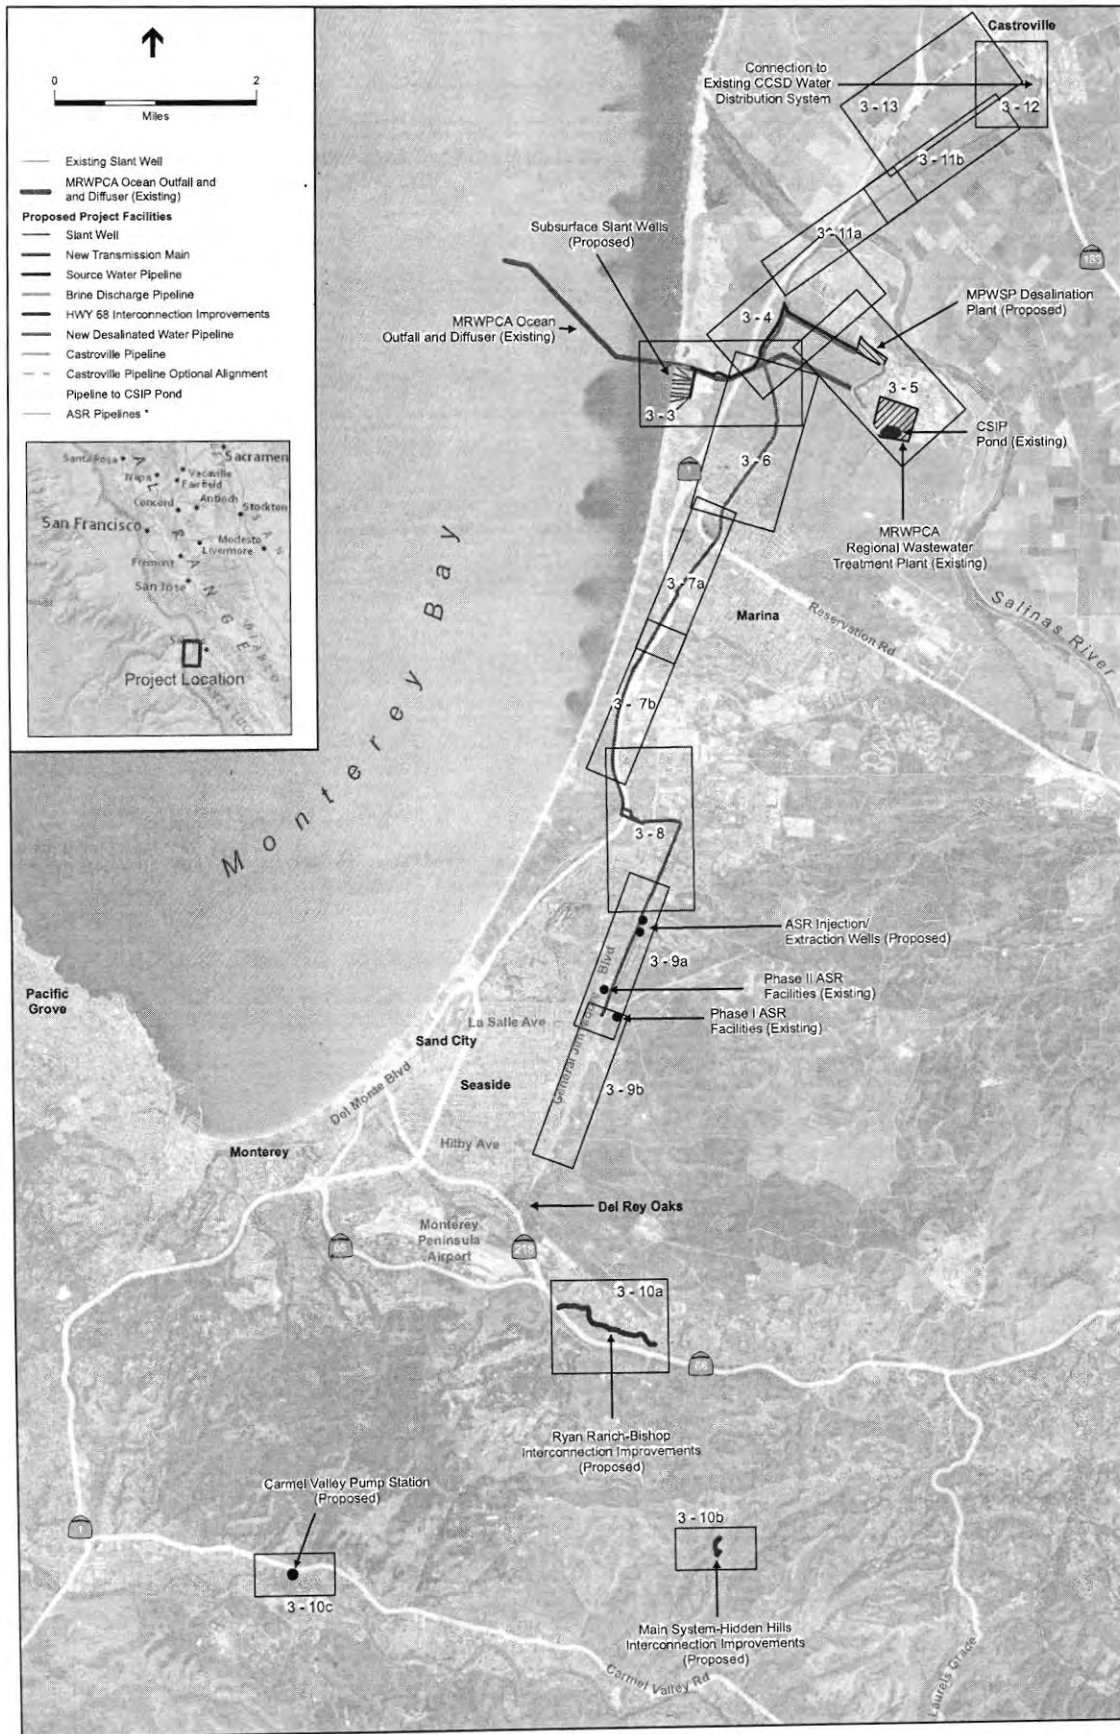 0 2
Miles
Existing Slant Well
MRWPCA Ocean Outfall and
and Diffuser (Existing)
Proposed Project Facilities
Slant Well
New Transmission Main
Source Water Pipeline
Brine Discharge Pipeline
HWY 68 Interconnection Improvements
New Desalinated Water Pipeline
Castroville Pipeline
Castroville Pipeline Optional Alignment
Pipeline to CSIP Pond
ASR Pipelines *
Santa Rosa
Sacramen
Napa
Vacaville
Fairfield
Concord
Antioch
Stockton
San Francisco
Modesto
Livermore
Fremont
San Jose
Project Location
Castroville
Connection to
Existing CCSD Water
Distribution System
3 - 13
3 - 12
3 - 11b
3 - 11a
183
Subsurface Slant Wells
(Proposed)
MPWSP Desalination
Plant (Proposed)
MRWPCA Ocean
Outfall and Diffuser (Existing)
3 - 4
3 - 3
3 - 5
CSIP
Pond (Existing)
3 - 6
1
MRWPCA
Regional Wastewater
Treatment Plant (Existing)
3 - 7a
Marina
Reservation Rd
Salinas River
3 - 7b
Monterey Bay
3 - 8
ASR Injection/
Extraction Wells (Proposed)
3 - 9a
Blvd
Phase II ASR
Facilities (Existing)
Phase I ASR
Facilities (Existing)
Pacific
Grove
La Salle Ave
Sand City
General Jim
Seaside
3 - 9b
Del Monte Blvd
Hilby Ave
Monterey
Del Rey Oaks
Monterey
Peninsula
Airport
218
3 - 10a
68
Ryan Ranch-Bishop
Interconnection Improvements
(Proposed)
Carmel Valley Pump Station
(Proposed)
1
3 - 10b
3 - 10c
Main System-Hidden Hills
Interconnection Improvements
(Proposed)
Carmel Valley Rd
Laureles Grade